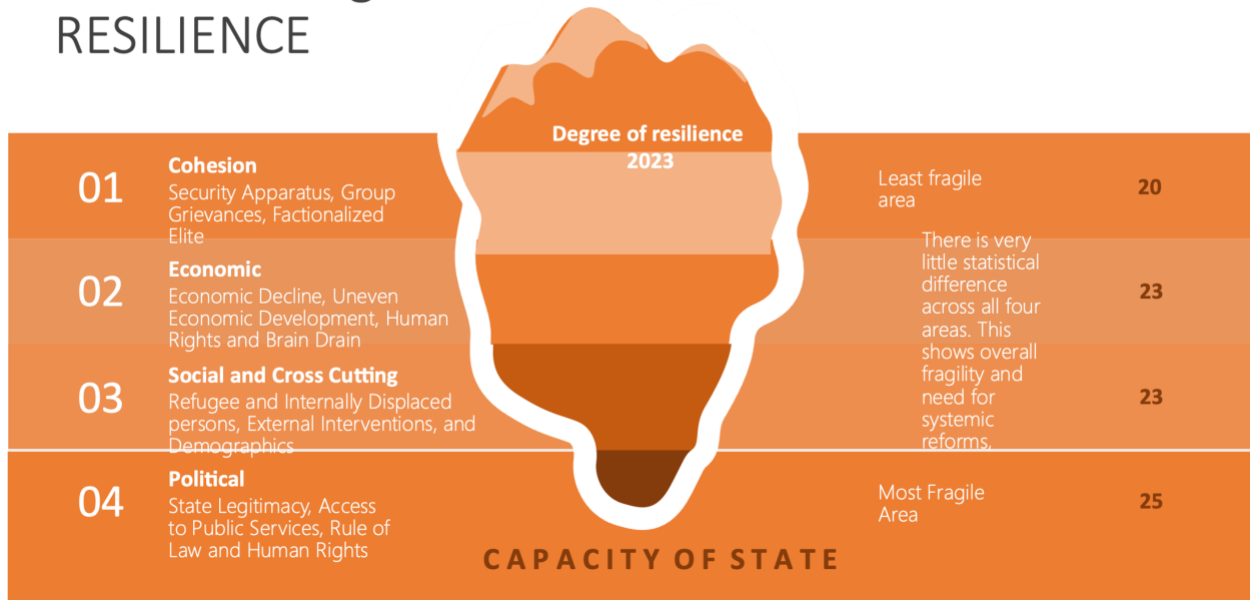 RESILIENCE
Degree of resilience
2023
01
Cohesion
Security Apparatus, Group
Grievances, Factionalized
Elite
Least fragile
area
20
02
Economic
Economic Decline, Uneven
Economic Development, Human
Rights and Brain Drain
23
There is very
little statistical
difference
across all four
areas. This
shows overall
fragility and
need for
systemic
reforms,
03
Social and Cross Cutting
Refugee and Internally Displaced
persons, External Interventions, and
Demographics
23
04
Political
State Legitimacy, Access
to Public Services, Rule of
Law and Human Rights
Most Fragile
Area
25
CAPACITY OF STATE